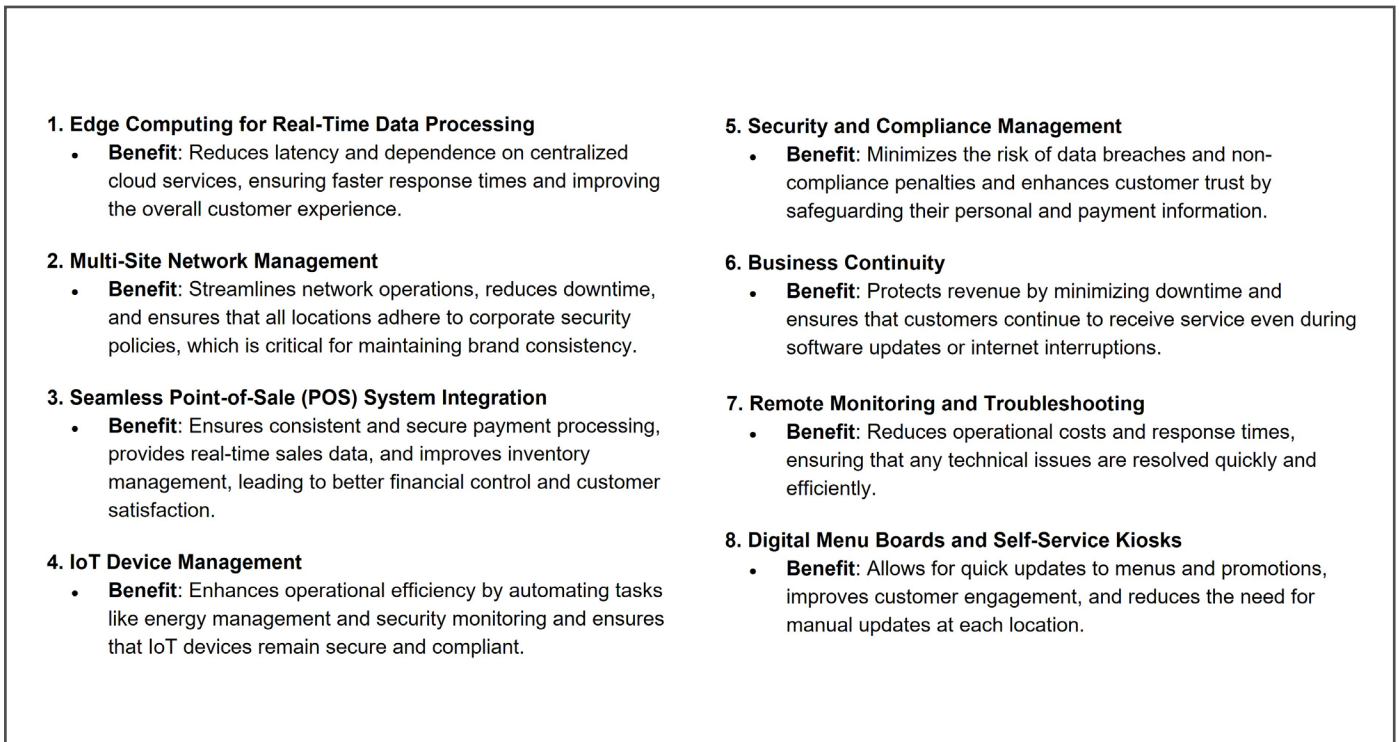 1. Edge Computing for Real-Time Data Processing
• Benefit: Reduces latency and dependence on centralized
cloud services, ensuring faster response times and improving
the overall customer experience.
2. Multi-Site Network Management
• Benefit: Streamlines network operations, reduces downtime,
and ensures that all locations adhere to corporate security
policies, which is critical for maintaining brand consistency.
3. Seamless Point-of-Sale (POS) System Integration
• Benefit: Ensures consistent and secure payment processing,
provides real-time sales data, and improves inventory
management, leading to better financial control and customer
satisfaction.
4. IoT Device Management
• Benefit: Enhances operational efficiency by automating tasks
like energy management and security monitoring and ensures
that IoT devices remain secure and compliant.
5. Security and Compliance Management
• Benefit: Minimizes the risk of data breaches and non-
compliance penalties and enhances customer trust by
safeguarding their personal and payment information.
6. Business Continuity
• Benefit: Protects revenue by minimizing downtime and
ensures that customers continue to receive service even during
software updates or internet interruptions.
7. Remote Monitoring and Troubleshooting
• Benefit: Reduces operational costs and response times,
ensuring that any technical issues are resolved quickly and
efficiently.
8. Digital Menu Boards and Self-Service Kiosks
• Benefit: Allows for quick updates to menus and promotions,
improves customer engagement, and reduces the need for
manual updates at each location.